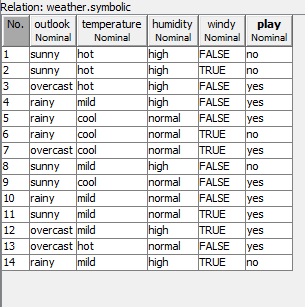 Relation: weather.symbolic
No. outlook temperature humidity windy play
Nominal Nominal Nominal Nominal Nominal
1 sunny hot high FALSE no
2 sunny hot high TRUE no
3 overcast hot high FALSE yes
4 rainy mild high FALSE yes
5 rainy cool normal FALSE yes
6 rainy cool normal TRUE no
7 overcast cool normal TRUE yes
8 sunny mild high FALSE no
9 sunny cool normal FALSE yes
10 rainy mild normal FALSE yes
11 sunny mild normal TRUE yes
12 overcast mild high TRUE yes
13 overcast hot normal FALSE yes
14 rainy mild high TRUE no